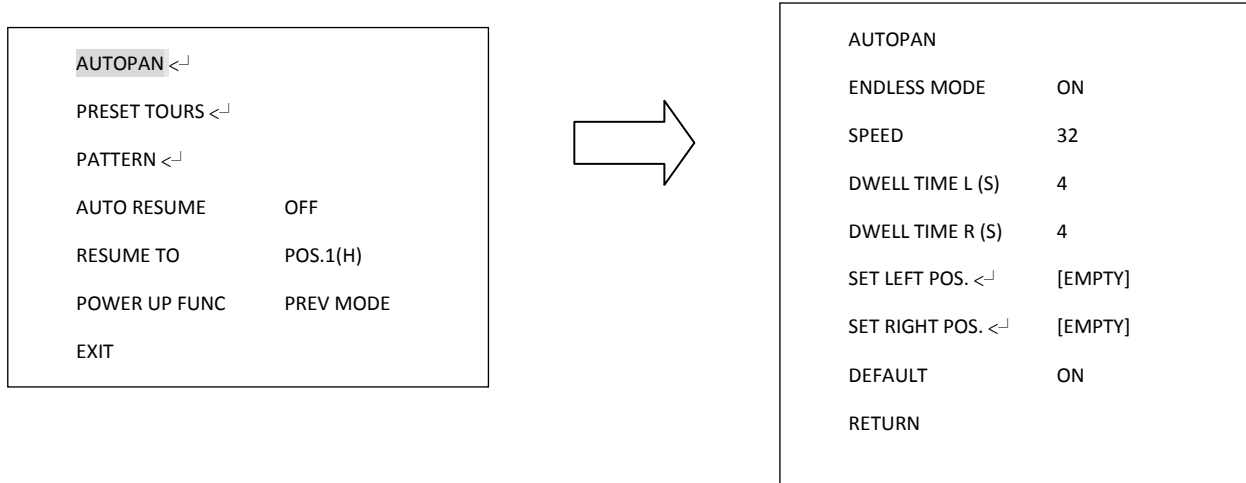 AUTOPAN <┘
PRESET TOURS <┘
PATTERN <┘
AUTO RESUME OFF
RESUME TO POS.1(H)
POWER UP FUNC PREV MODE
EXIT
AUTOPAN
ENDLESS MODE ON
SPEED 32
DWELL TIME L (S) 4
DWELL TIME R (S) 4
SET LEFT POS. <┘ [EMPTY]
SET RIGHT POS. <┘ [EMPTY]
DEFAULT ON
RETURN